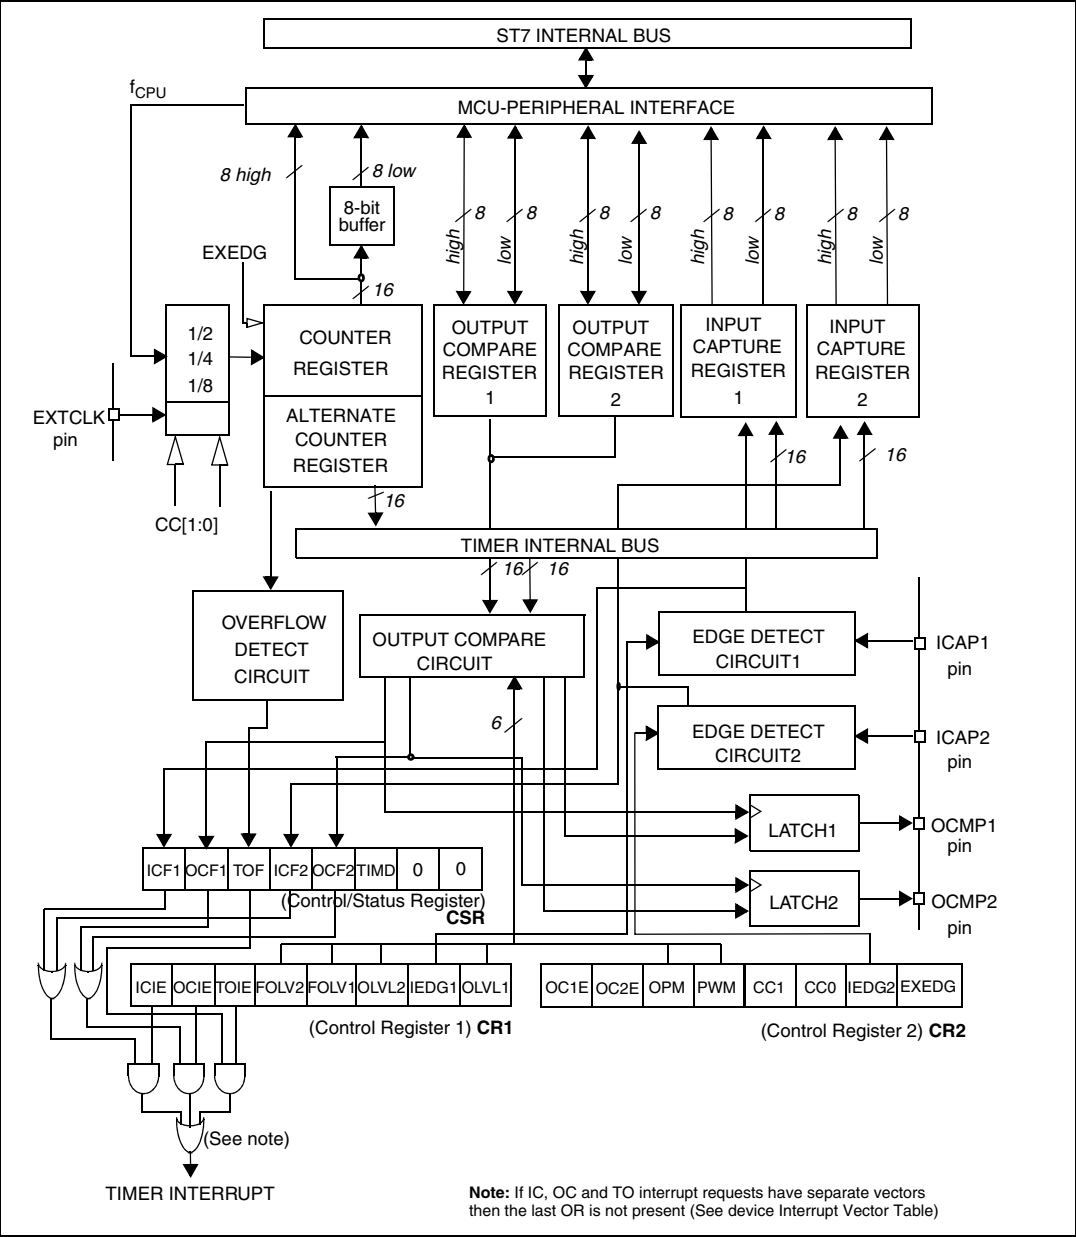 ST7 INTERNAL BUS
fCPU
MCU-PERIPHERAL INTERFACE
8 high
8 low
8-bit
buffer
high
8
low
8
high
8
low
8
high
8
low
8
high
8
low
8
EXEDG
16
1/2
1/4
1/8
COUNTER
REGISTER
ALTERNATE
COUNTER
REGISTER
OUTPUT
COMPARE
REGISTER
1
OUTPUT
COMPARE
REGISTER
2
INPUT
CAPTURE
REGISTER
1
INPUT
CAPTURE
REGISTER
2
EXTCLK
pin
CC[1:0]
16
16
16
TIMER INTERNAL BUS
16
16
OVERFLOW
DETECT
CIRCUIT
OUTPUT COMPARE
CIRCUIT
EDGE DETECT
CIRCUIT1
ICAP1
pin
6
EDGE DETECT
CIRCUIT2
ICAP2
pin
LATCH1
OCMP1
pin
LATCH2
OCMP2
pin
ICF1 OCF1 TOF ICF2 OCF2 TIMD 0 0
(Control/Status Register)
CSR
ICIE OCIE TOIE FOLV2 FOLV1 OLVL2 IEDG1 OLVL1
(Control Register 1) CR1
OC1E OC2E OPM PWM CC1 CC0 IEDG2 EXEDG
(Control Register 2) CR2
(See note)
TIMER INTERRUPT
Note: If IC, OC and TO interrupt requests have separate vectors
then the last OR is not present (See device Interrupt Vector Table)